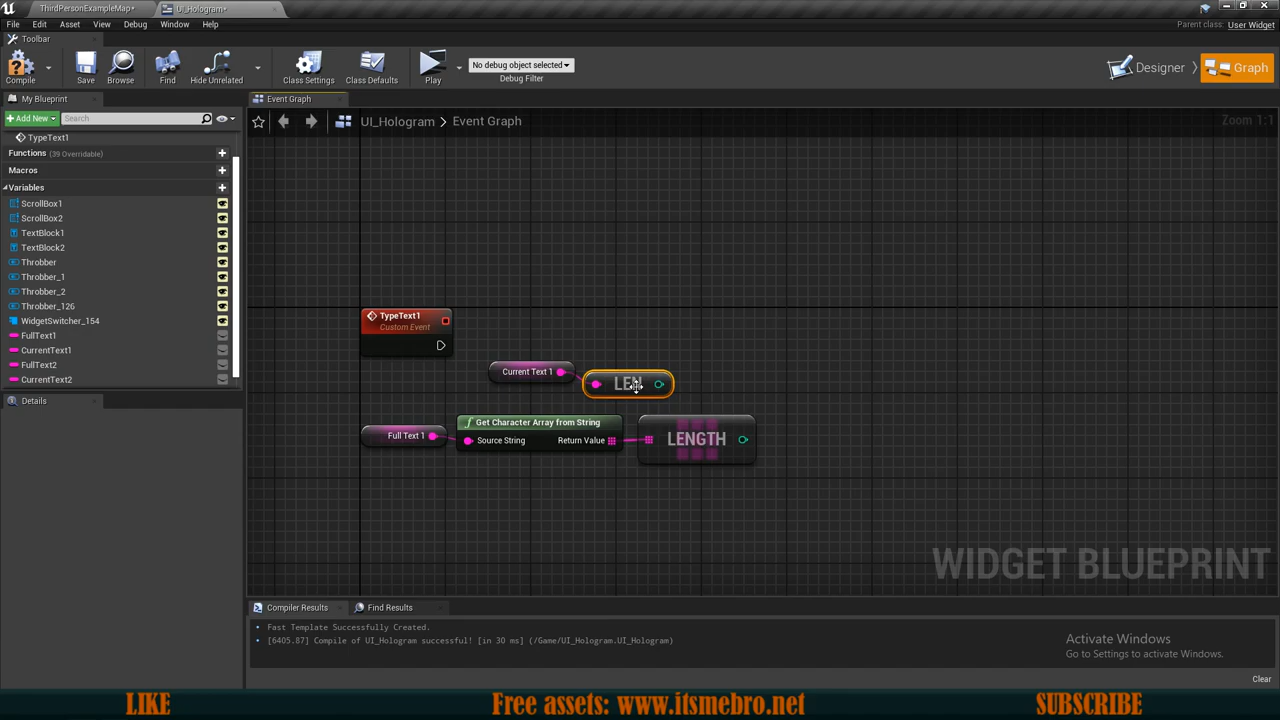 ThirdPersonExampleMap*
UI_Hologram*
File Edit Asset View Debug Window Help
Parent class: User Widget
Toolbar
Compile Save Browse Find Hide Unrelated Class Settings Class Defaults Play
No debug object selected
Debug Filter
Designer Graph
My Blueprint
Event Graph
+ Add New Search
UI_Hologram > Event Graph
Zoom 1:1
TypeText1
Functions (39 Overridable)
Macros
Variables
ScrollBox1
ScrollBox2
TextBlock1
TextBlock2
Throbber
Throbber_1
Throbber_2
Throbber_126
WidgetSwitcher_154
FullText1
CurrentText1
FullText2
CurrentText2
Details
TypeText1
Custom Event
Current Text 1
LEN
Full Text 1
Get Character Array from String
Source String Return Value
LENGTH
WIDGET BLUEPRINT
Compiler Results Find Results
Fast Template Successfully Created.
[6405.87] Compile of UI_Hologram successful! [in 30 ms] (/Game/UI_Hologram.UI_Hologram)
Activate Windows
Go to Settings to activate Windows.
Clear
LIKE Free assets: www.itsmebro.net SUBSCRIBE